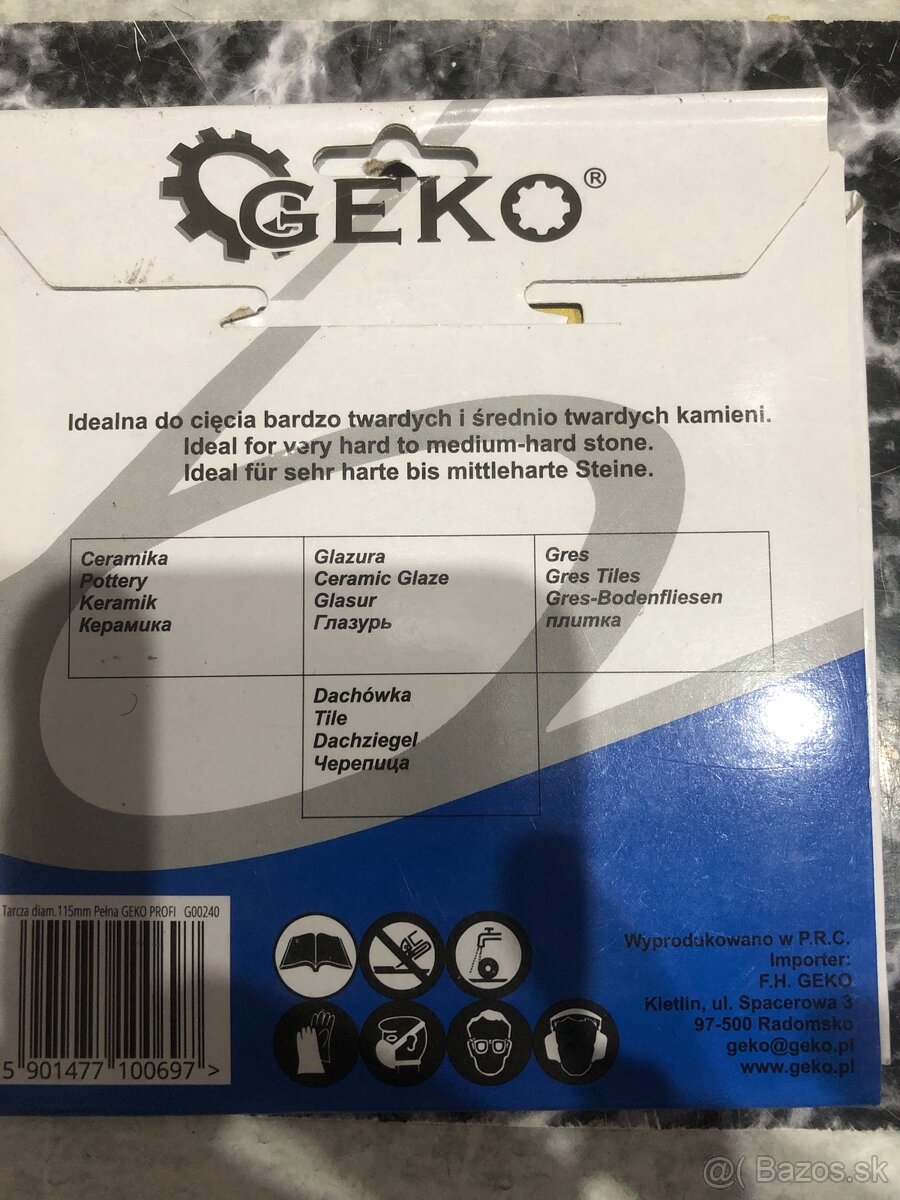 GEKO®
Idealna do cięcia bardzo twardych i średnio twardych kamieni.
Ideal for very hard to medium-hard stone.
Ideal für sehr harte bis mittleharte Steine.
Ceramika
Pottery
Keramik
Керамика
Glazura
Ceramic Glaze
Glasur
Глазурь
Gres
Gres Tiles
Gres-Bodenfliesen
плитка
Dachówka
Tile
Dachziegel
Черепица
Tarcza diam.115mm Pełna GEKO PROFI G00240
5 901477 100697 >
Wyprodukowano w P.R.C.
Importer:
F.H. GEKO
Kietlin, ul. Spacerowa 3
97-500 Radomsko
geko@geko.pl
www.geko.pl
@( Bazos.sk